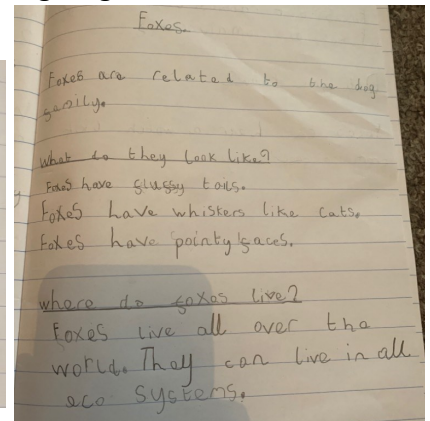 Foxes.
Foxes are related to the dog
family.
What do they look like?
Foxes have fluffy tails.
Foxes have whiskers like cats.
Foxes have pointy faces.
where do foxes live?
Foxes live all over the
world. They can live in all
eco systems.